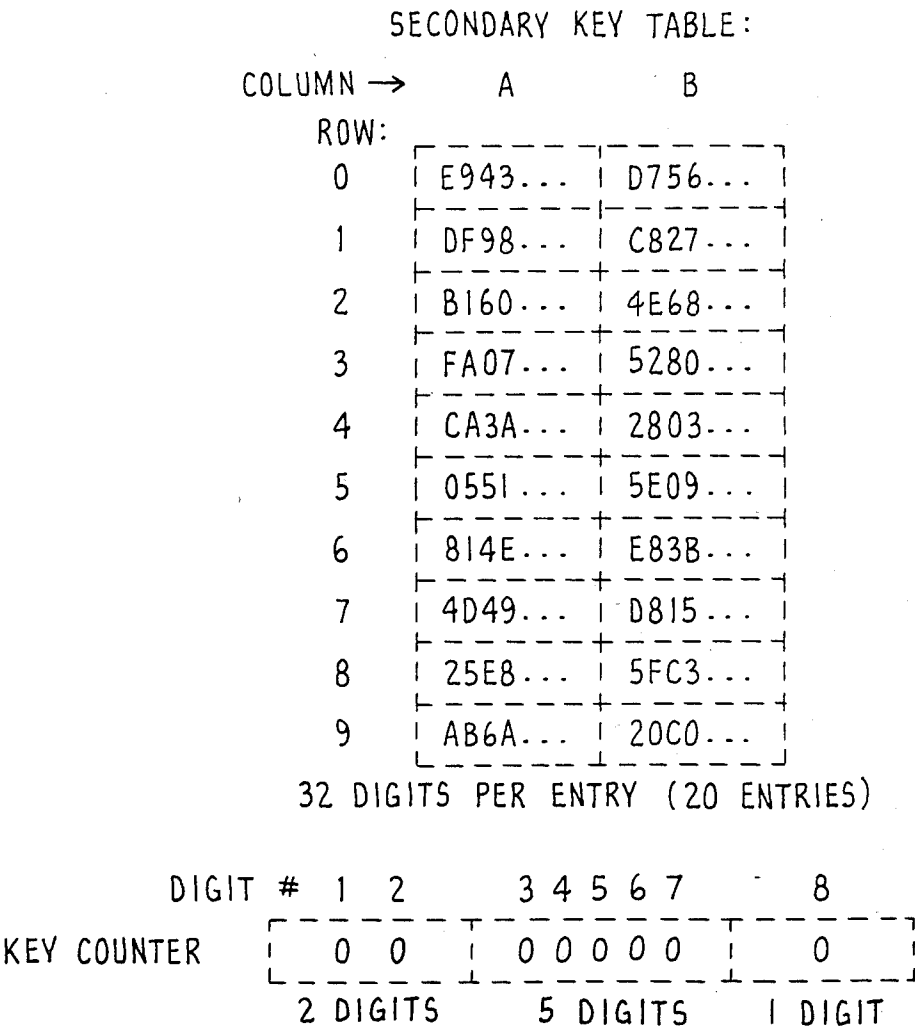 SECONDARY KEY TABLE:
COLUMN → A B
ROW:
0 E943... D756...
1 DF98... C827...
2 B160... 4E68...
3 FA07... 5280...
4 CA3A... 2803...
5 0551... 5E09...
6 814E... E83B...
7 4D49... D815...
8 25E8... 5FC3...
9 AB6A... 20C0...
32 DIGITS PER ENTRY (20 ENTRIES)
DIGIT # 1 2 3 4 5 6 7 8
KEY COUNTER 0 0 0 0 0 0 0 0
2 DIGITS 5 DIGITS 1 DIGIT